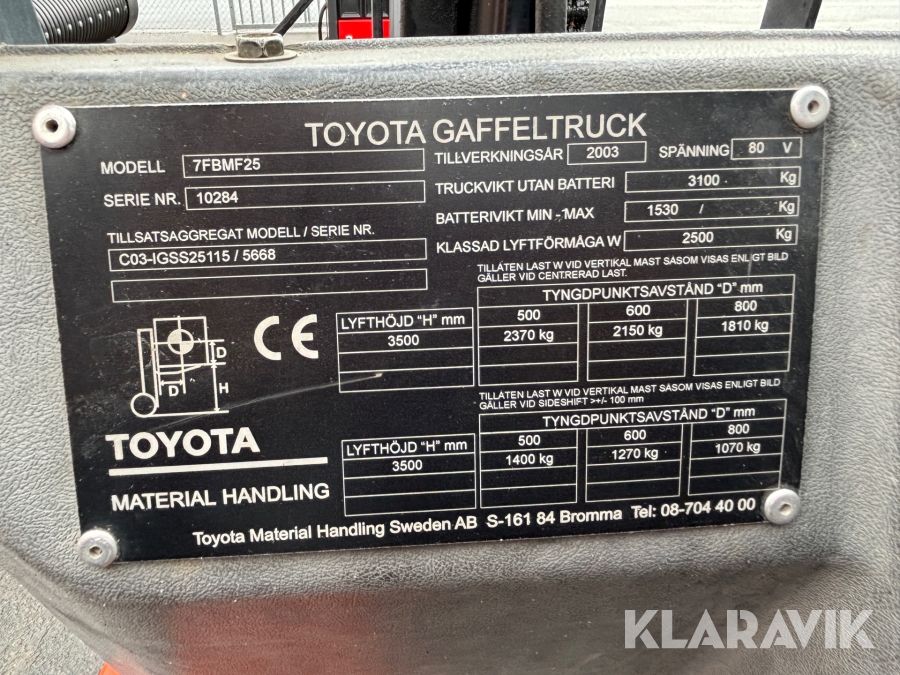 TOYOTA GAFFELTRUCK
MODELL 7FBMF25
TILLVERKNINGSÅR 2003 SPÄNNING 80 V
SERIE NR. 10284
TRUCKVIKT UTAN BATTERI 3100 Kg
BATTERIVIKT MIN - MAX 1530 / Kg
TILLSATSAGGREGAT MODELL / SERIE NR.
C03-IGSS25115 / 5668
KLASSAD LYFTFÖRMÅGA W 2500 Kg
TILLÅTEN LAST W VID VERTIKAL MAST SÅSOM VISAS ENLIGT BILD
GÄLLER VID CENTRERAD LAST.
TYNGDPUNKTSAVSTÅND "D" mm
LYFTHÖJD "H" mm 500 600 800
3500 2370 kg 2150 kg 1810 kg
CE
D
D
H
TILLÅTEN LAST W VID VERTIKAL MAST SÅSOM VISAS ENLIGT BILD
GÄLLER VID SIDESHIFT >+/- 100 mm
TYNGDPUNKTSAVSTÅND "D" mm
LYFTHÖJD "H" mm 500 600 800
3500 1400 kg 1270 kg 1070 kg
TOYOTA
MATERIAL HANDLING
Toyota Material Handling Sweden AB S-161 84 Bromma Tel: 08-704 40 00
KLARAVIK